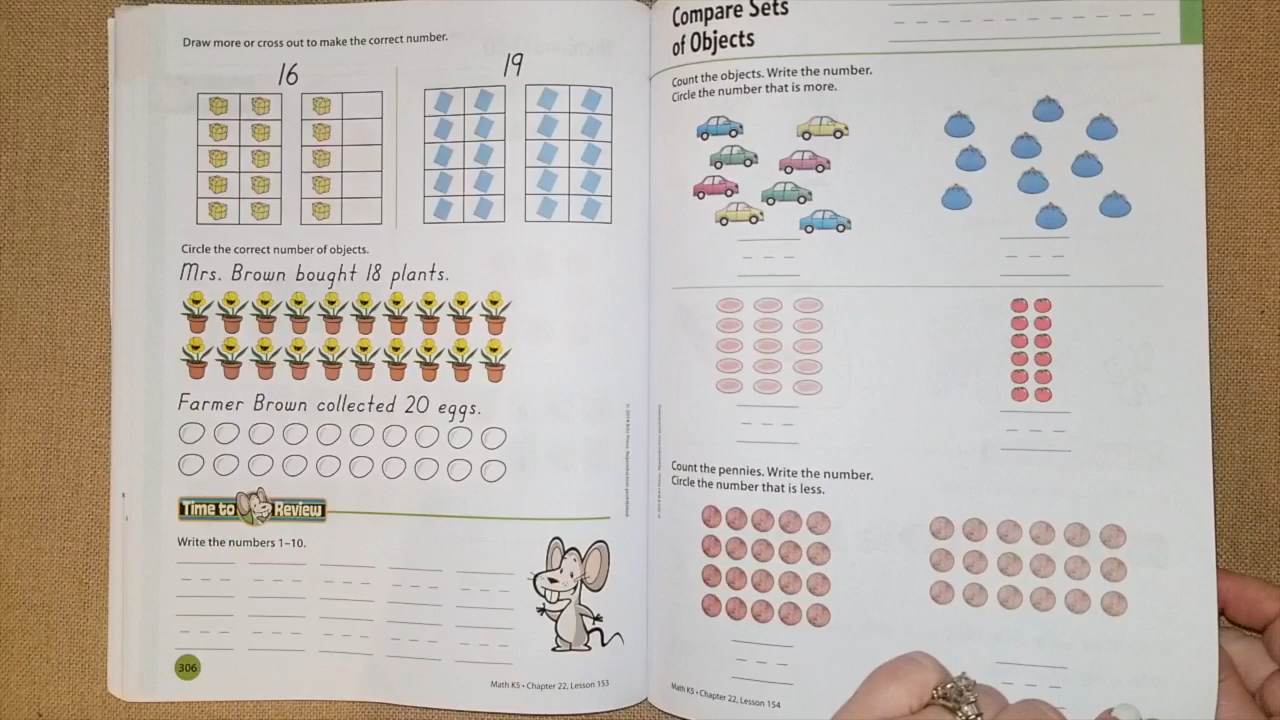 Draw more or cross out to make the correct number.
16
19
Circle the correct number of objects.
Mrs. Brown bought 18 plants.
Farmer Brown collected 20 eggs.
Time to Review
Write the numbers 1–10.
306
Math K5 • Chapter 22, Lesson 153
Compare Sets
of Objects
Count the objects. Write the number.
Circle the number that is more.
Count the pennies. Write the number.
Circle the number that is less.
Math K5 • Chapter 22, Lesson 154